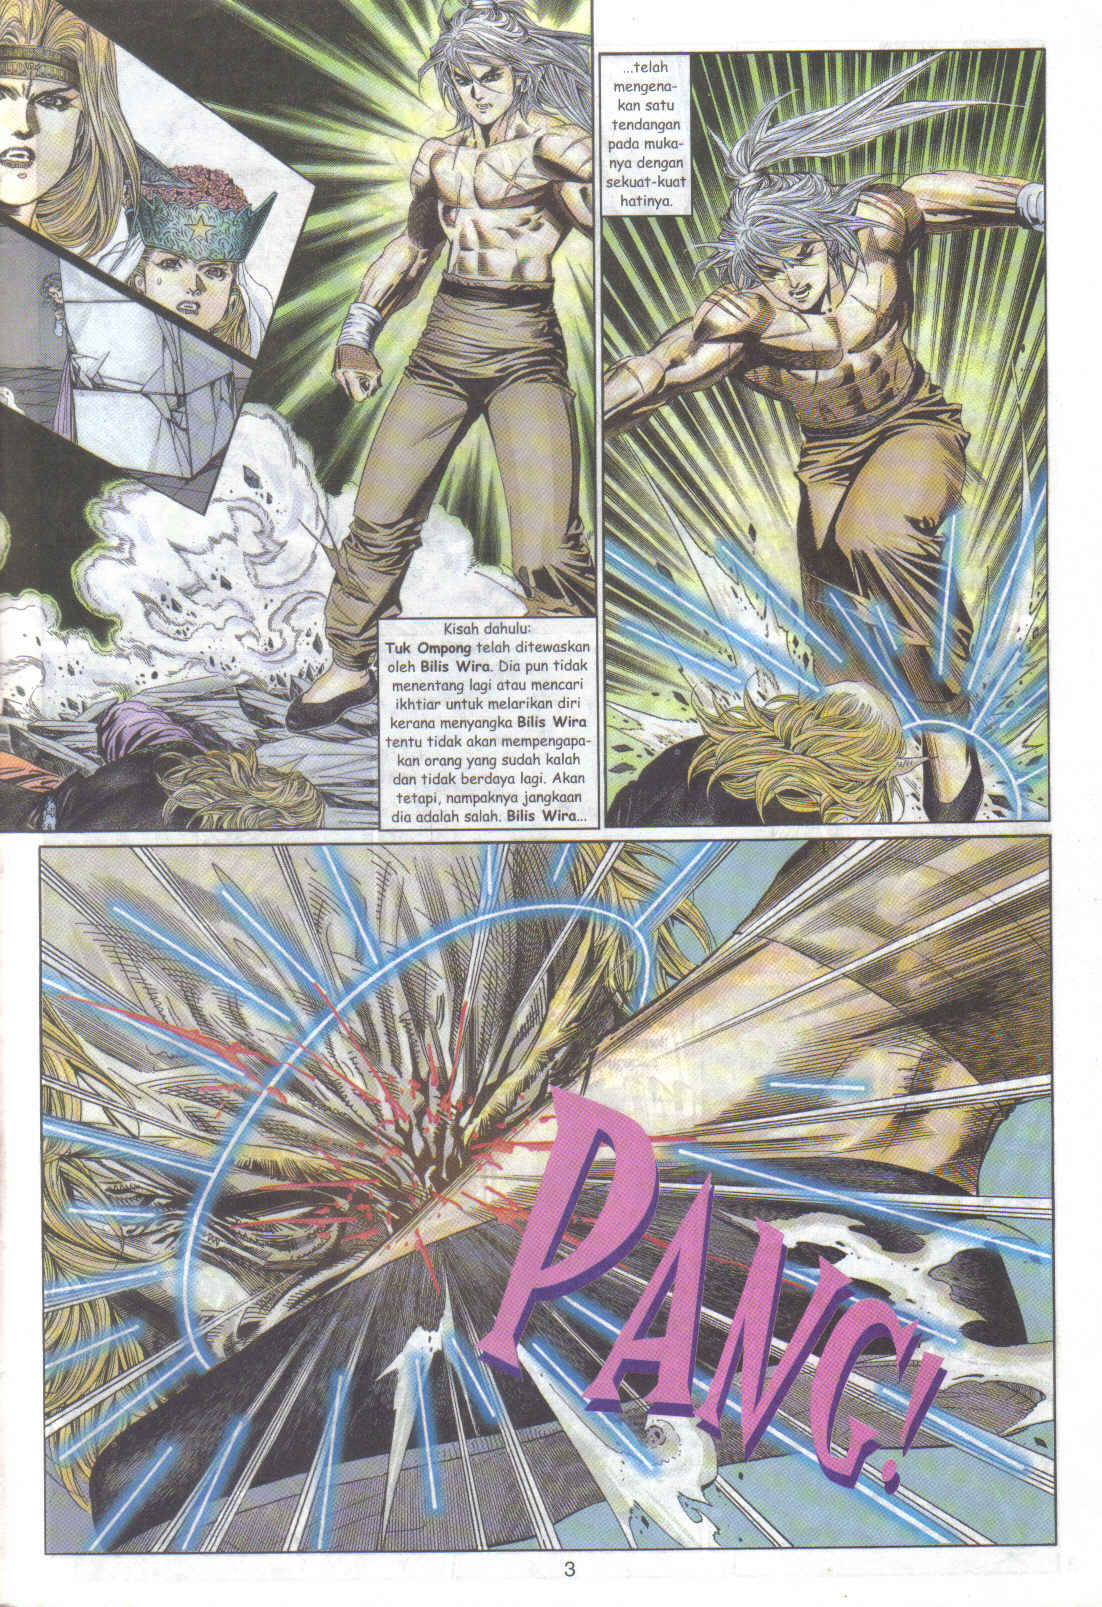 Kisah dahulu:
Tuk Ompong telah ditewaskan
oleh Bilis Wira. Dia pun tidak
menentang lagi atau mencari
ikhtiar untuk melarikan diri
kerana menyangka Bilis Wira
tentu tidak akan mempengapa-
kan orang yang sudah kalah
dan tidak berdaya lagi. Akan
tetapi, nampaknya jangkaan
dia adalah salah. Bilis Wira...
...telah
mengena-
kan satu
tendangan
pada muka-
nya dengan
sekuat-kuat
hatinya.
PANG!
3